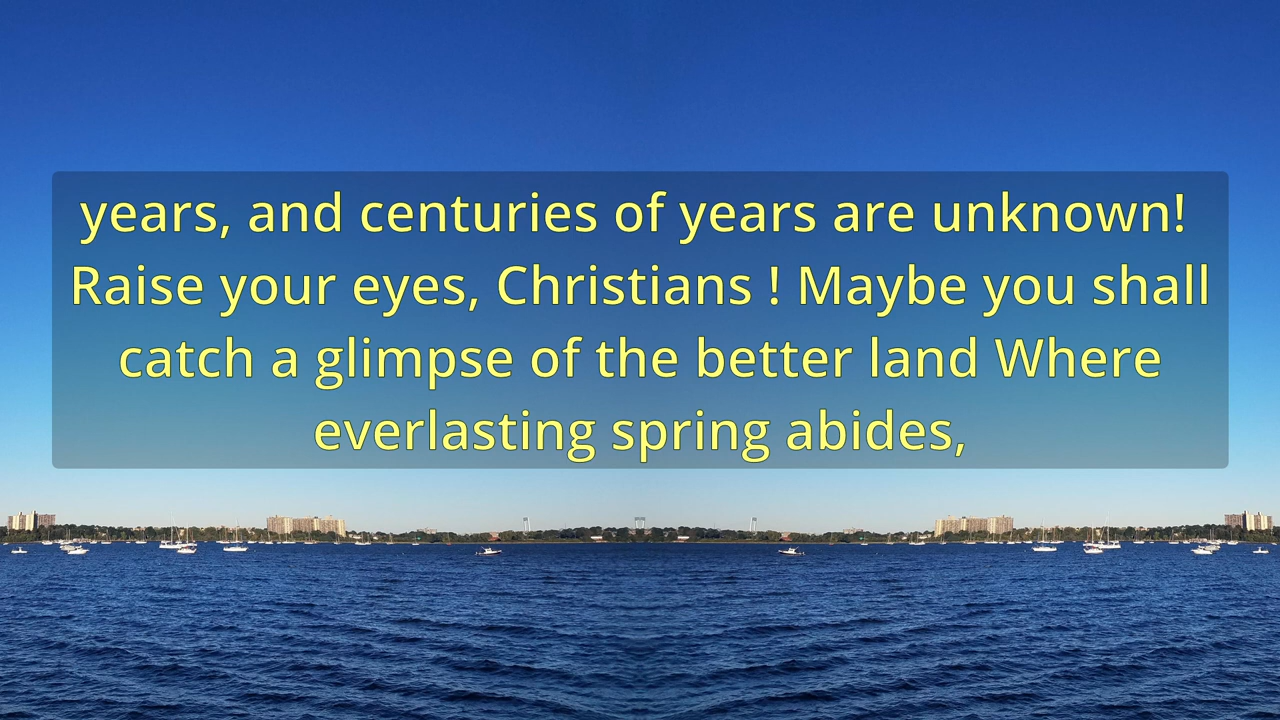 years, and centuries of years are unknown!
Raise your eyes, Christians ! Maybe you shall
catch a glimpse of the better land Where
everlasting spring abides,